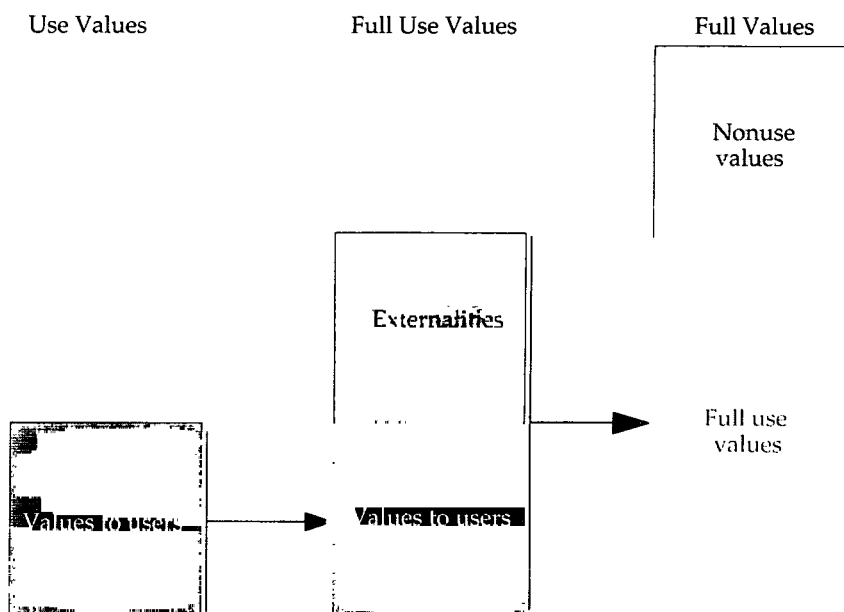 Use Values
Full Use Values
Full Values
Nonuse
values
Externalities
Full use
values
Values to users
Values to users